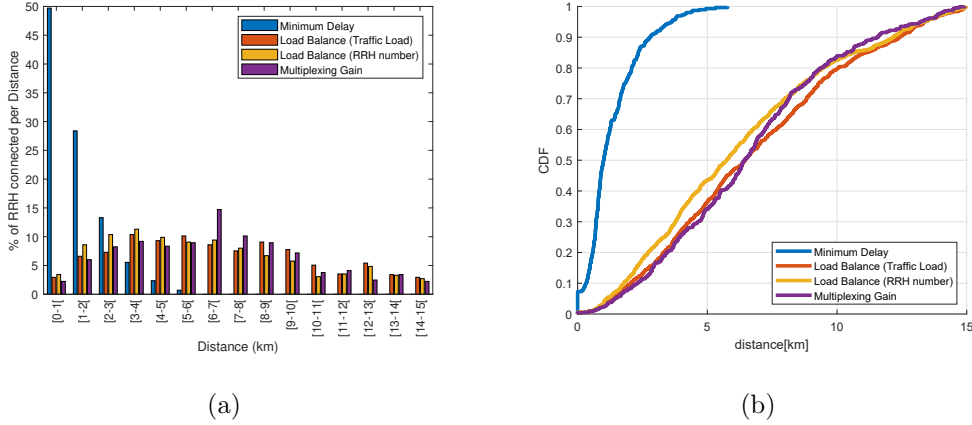 50
45
40
35
30
25
20
15
10
5
0
% of RRH connected per Distance
Minimum Delay
Load Balance (Traffic Load)
Load Balance (RRH number)
Multiplexing Gain
[0-1[
[1-2[
[2-3[
[3-4[
[4-5[
[5-6[
[6-7[
[7-8[
[8-9[
[9-10[
[10-11[
[11-12[
[12-13[
[13-14[
[14-15[
Distance (km)
(a)
1
0.9
0.8
0.7
0.6
0.5
0.4
0.3
0.2
0.1
0
CDF
Minimum Delay
Load Balance (Traffic Load)
Load Balance (RRH number)
Multiplexing Gain
0
5
10
15
distance[km]
(b)